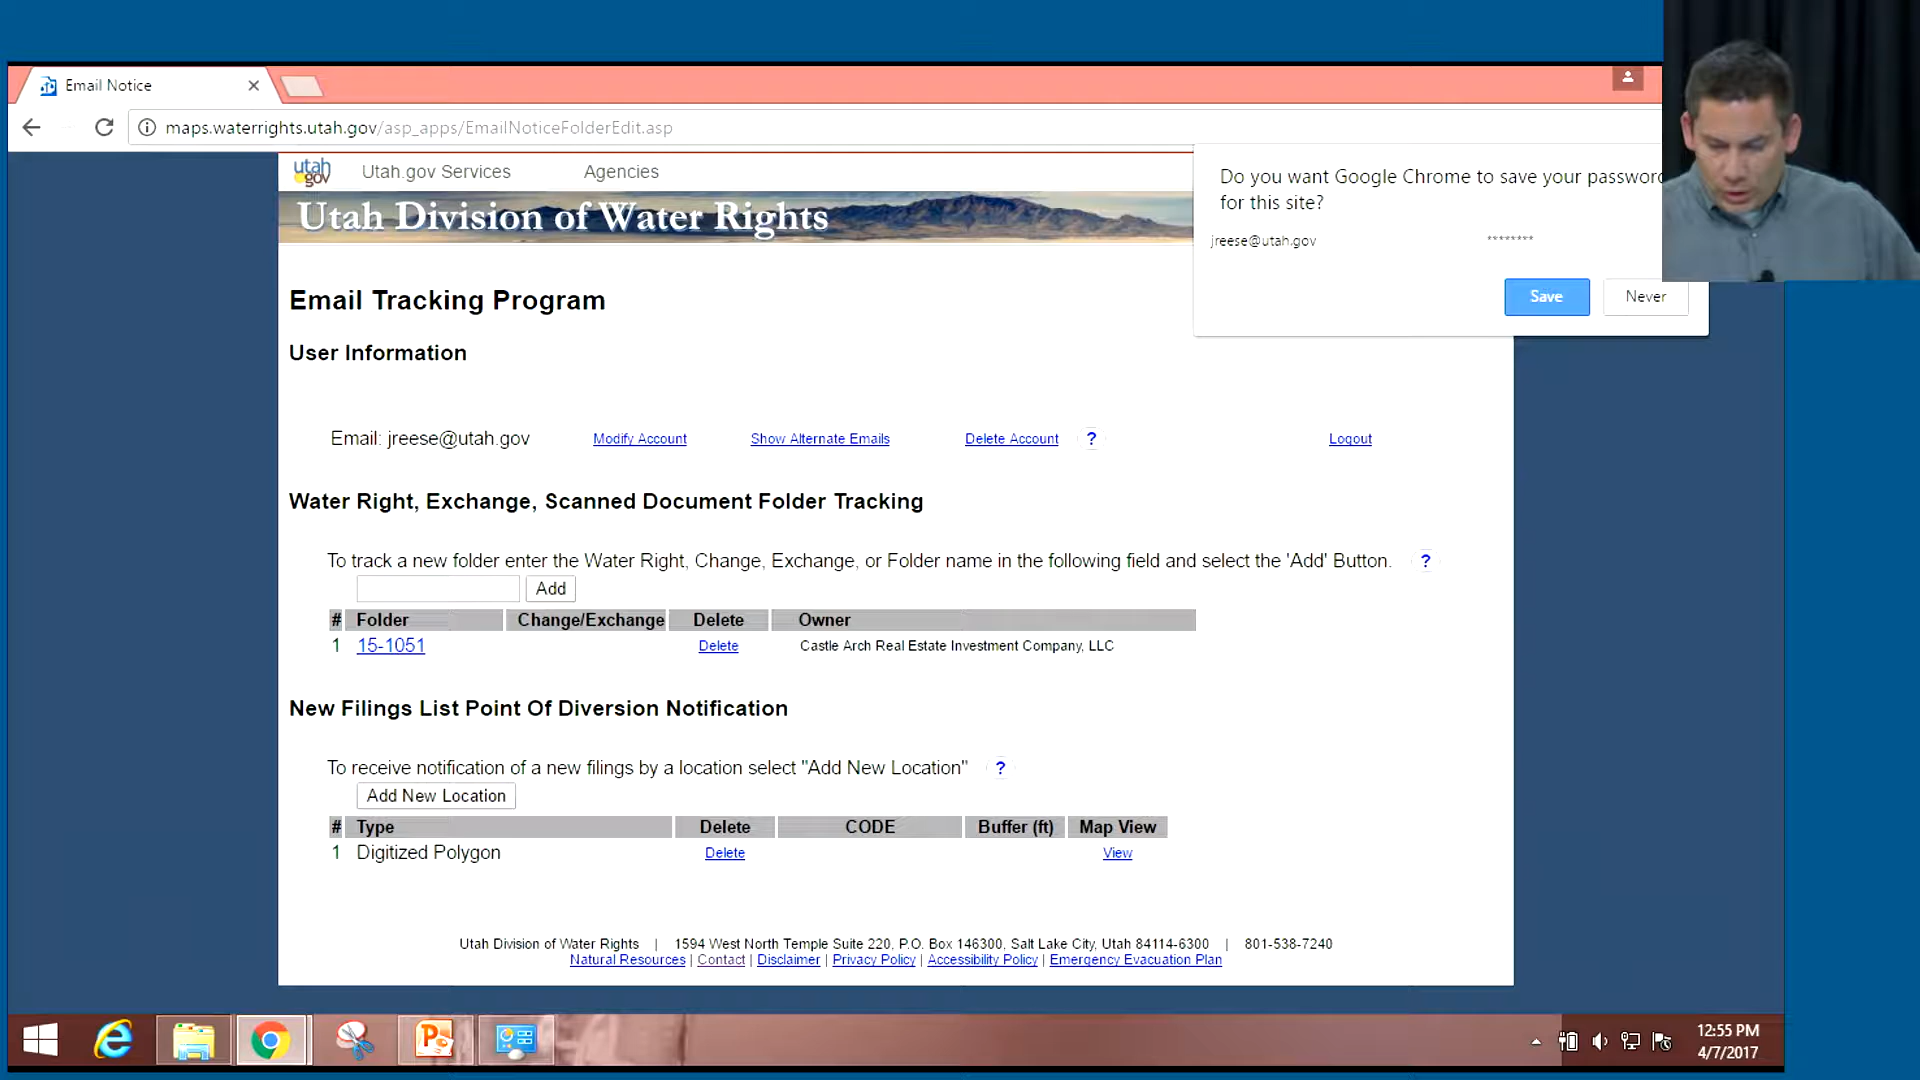 Email Notice
maps.waterrights.utah.gov/asp_apps/EmailNoticeFolderEdit.asp
utah gov
Utah.gov Services Agencies
Utah Division of Water Rights
Do you want Google Chrome to save your password
for this site?
jreese@utah.gov ********
Save Never
Email Tracking Program
User Information
Email: jreese@utah.gov Modify Account Show Alternate Emails Delete Account ? Logout
Water Right, Exchange, Scanned Document Folder Tracking
To track a new folder enter the Water Right, Change, Exchange, or Folder name in the following field and select the 'Add' Button. ?
Add
# Folder Change/Exchange Delete Owner
1 15-1051 Delete Castle Arch Real Estate Investment Company, LLC
New Filings List Point Of Diversion Notification
To receive notification of a new filings by a location select "Add New Location" ?
Add New Location
# Type Delete CODE Buffer (ft) Map View
1 Digitized Polygon Delete View
Utah Division of Water Rights | 1594 West North Temple Suite 220, P.O. Box 146300, Salt Lake City, Utah 84114-6300 | 801-538-7240
Natural Resources | Contact | Disclaimer | Privacy Policy | Accessibility Policy | Emergency Evacuation Plan
12:55 PM
4/7/2017